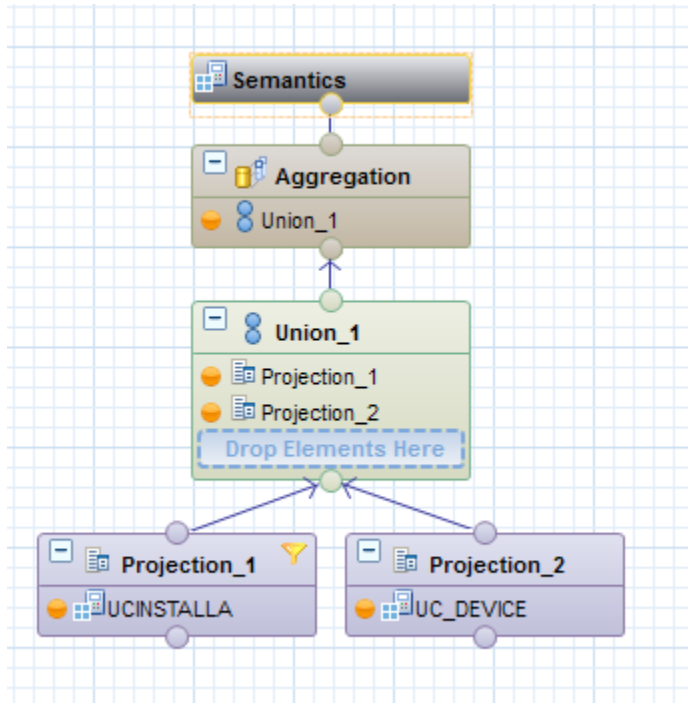 Semantics
Aggregation
Union_1
Union_1
Projection_1
Projection_2
Drop Elements Here
Projection_1
UCINSTALLA
Projection_2
UC_DEVICE